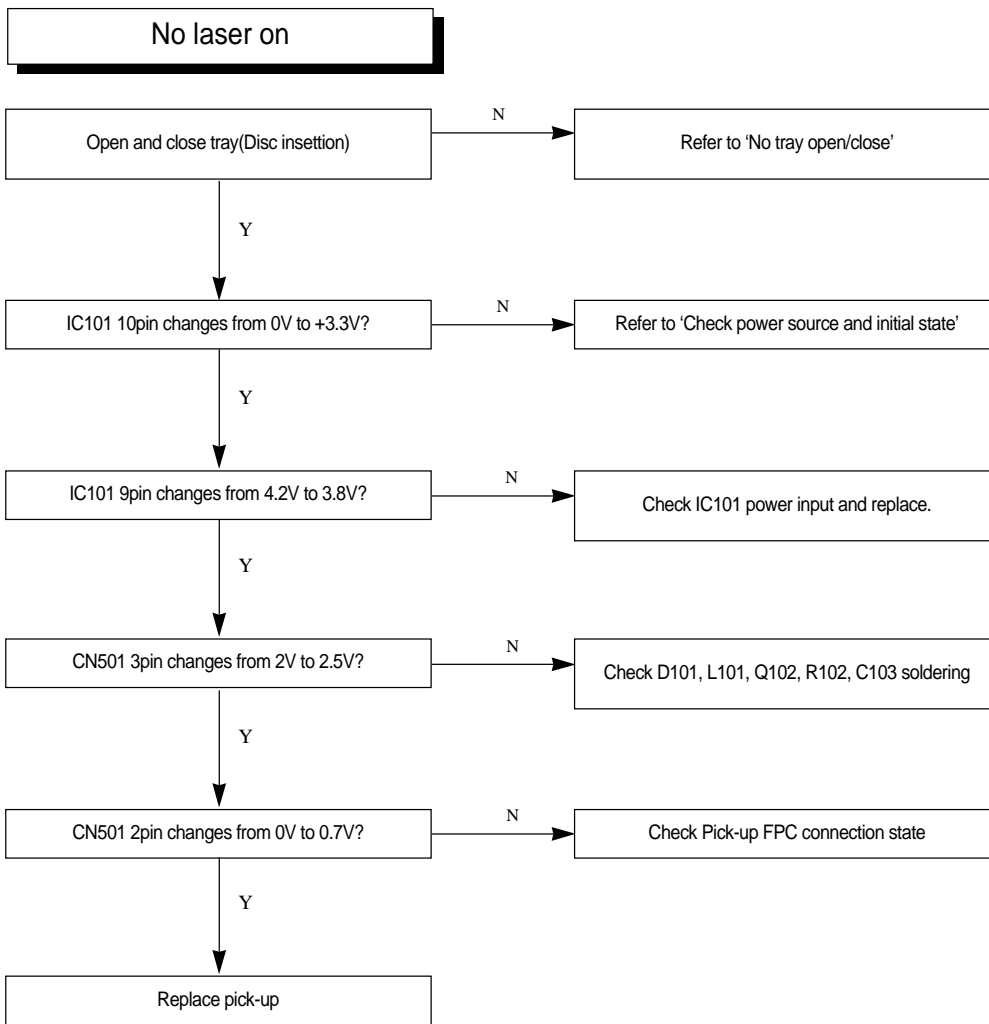 No laser on
Open and close tray(Disc insettion)
N
Refer to ‘No tray open/close’
Y
IC101 10pin changes from 0V to +3.3V?
N
Refer to ‘Check power source and initial state’
Y
IC101 9pin changes from 4.2V to 3.8V?
N
Check IC101 power input and replace.
Y
CN501 3pin changes from 2V to 2.5V?
N
Check D101, L101, Q102, R102, C103 soldering
Y
CN501 2pin changes from 0V to 0.7V?
N
Check Pick-up FPC connection state
Y
Replace pick-up